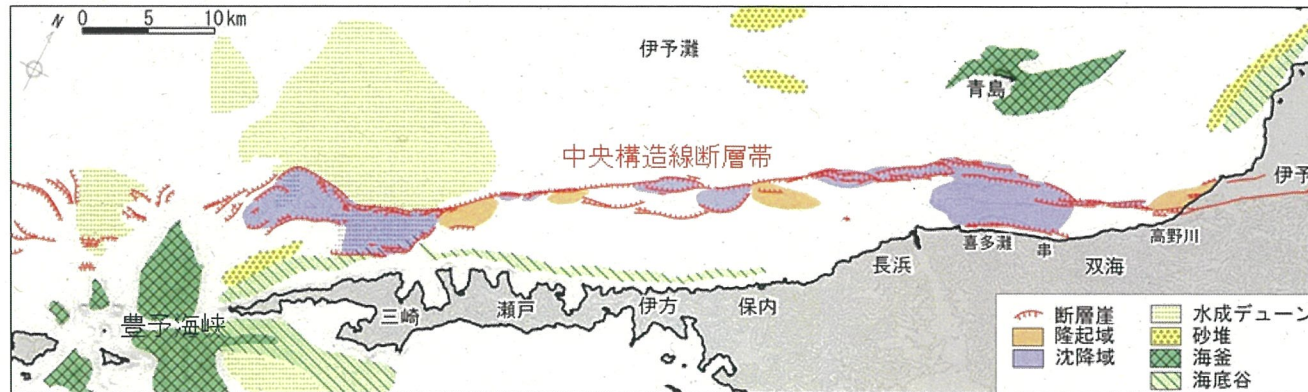 N 0 5 10km
伊予灘
青島
中央構造線断層帯
伊予
高野川
喜多灘
串
長浜
双海
三崎
瀬戸
伊方
保内
豊予海峡
断層崖
隆起域
沈降域
水成デューン
砂堆
海釜
海底谷